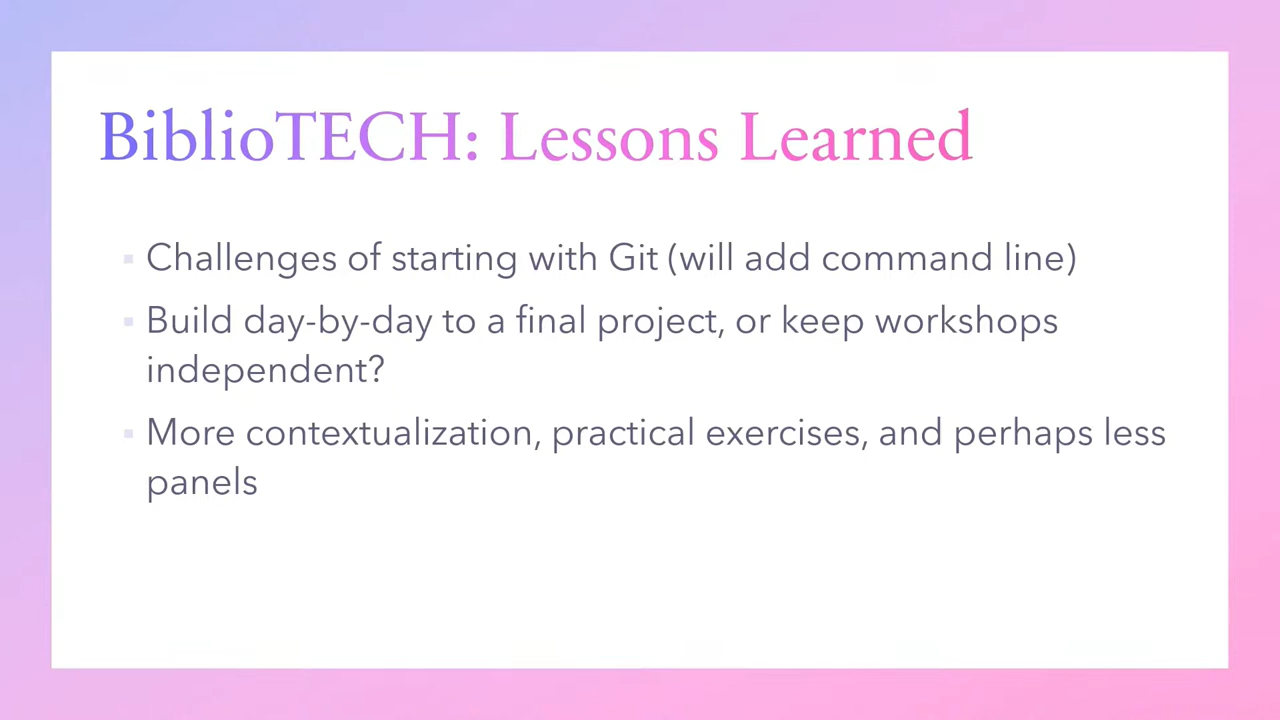 BiblioTECH: Lessons Learned
Challenges of starting with Git (will add command line)
Build day-by-day to a final project, or keep workshops
independent?
More contextualization, practical exercises, and perhaps less
panels